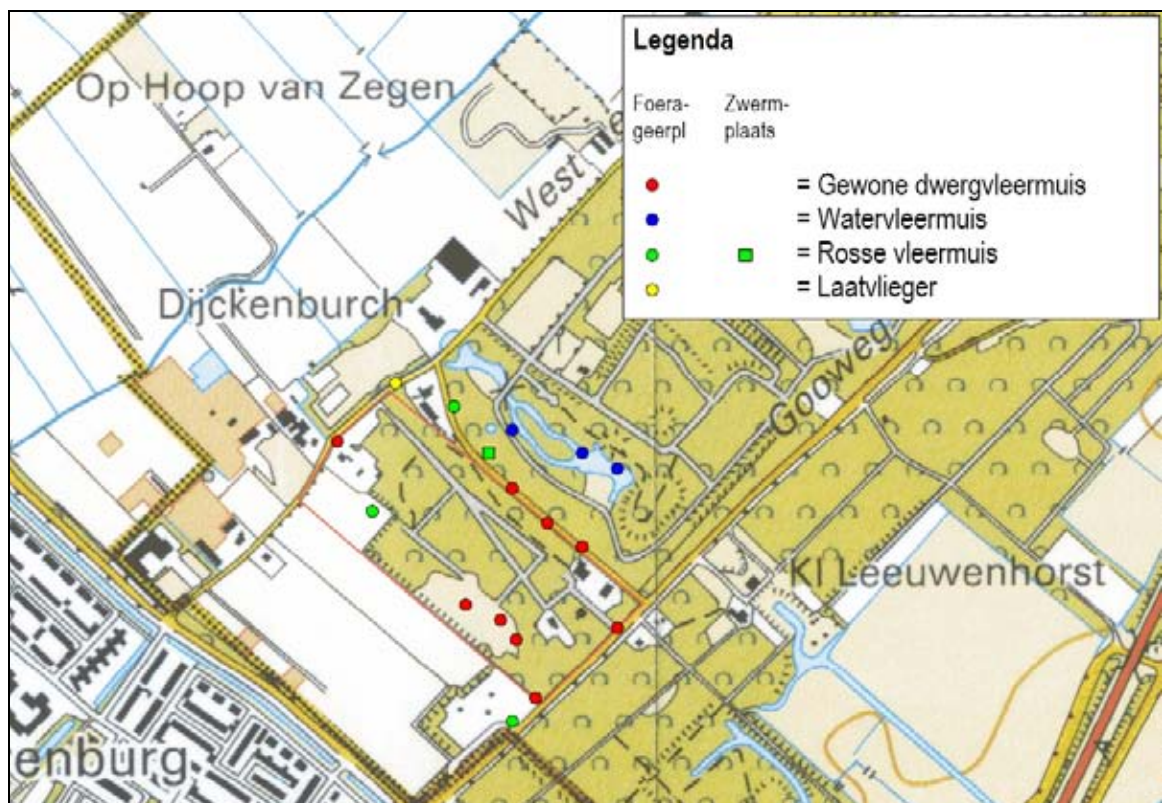 Legenda
Foera- Zwerm-
geerpl plaats
= Gewone dwergvleermuis
= Watervleermuis
= Rosse vleermuis
= Laatvlieger
Op Hoop van Zegen
West
Dijckenburch
Gooweg
Kl Leeuwenhorst
enburg
A